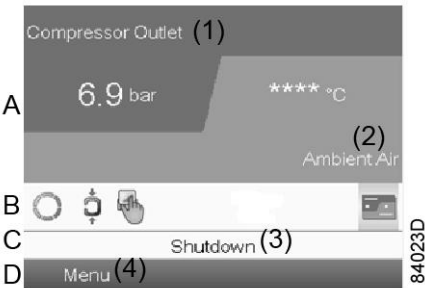 Compressor Outlet (1)
A 6.9 bar **** °C
(2)
Ambient Air
B
C Shutdown (3)
D Menu (4)
84023D